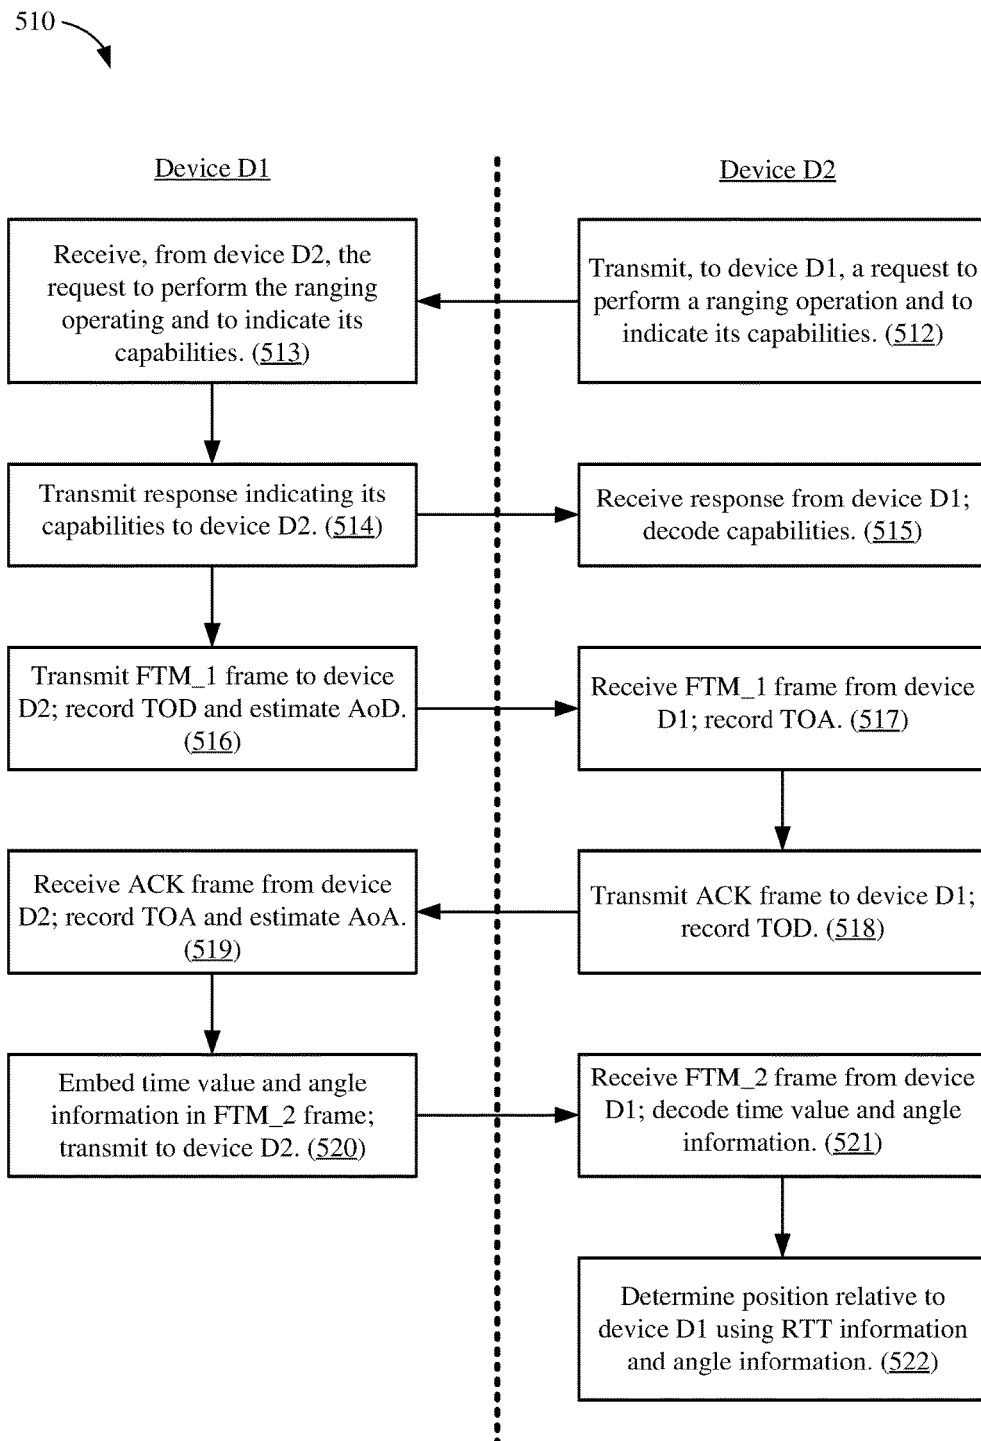 510
Device D1
Device D2
Receive, from device D2, the
request to perform the ranging
operating and to indicate its
capabilities. (513)
Transmit, to device D1, a request to
perform a ranging operation and to
indicate its capabilities. (512)
Transmit response indicating its
capabilities to device D2. (514)
Receive response from device D1;
decode capabilities. (515)
Transmit FTM_1 frame to device
D2; record TOD and estimate AoD.
(516)
Receive FTM_1 frame from device
D1; record TOA. (517)
Receive ACK frame from device
D2; record TOA and estimate AoA.
(519)
Transmit ACK frame to device D1;
record TOD. (518)
Embed time value and angle
information in FTM_2 frame;
transmit to device D2. (520)
Receive FTM_2 frame from device
D1; decode time value and angle
information. (521)
Determine position relative to
device D1 using RTT information
and angle information. (522)